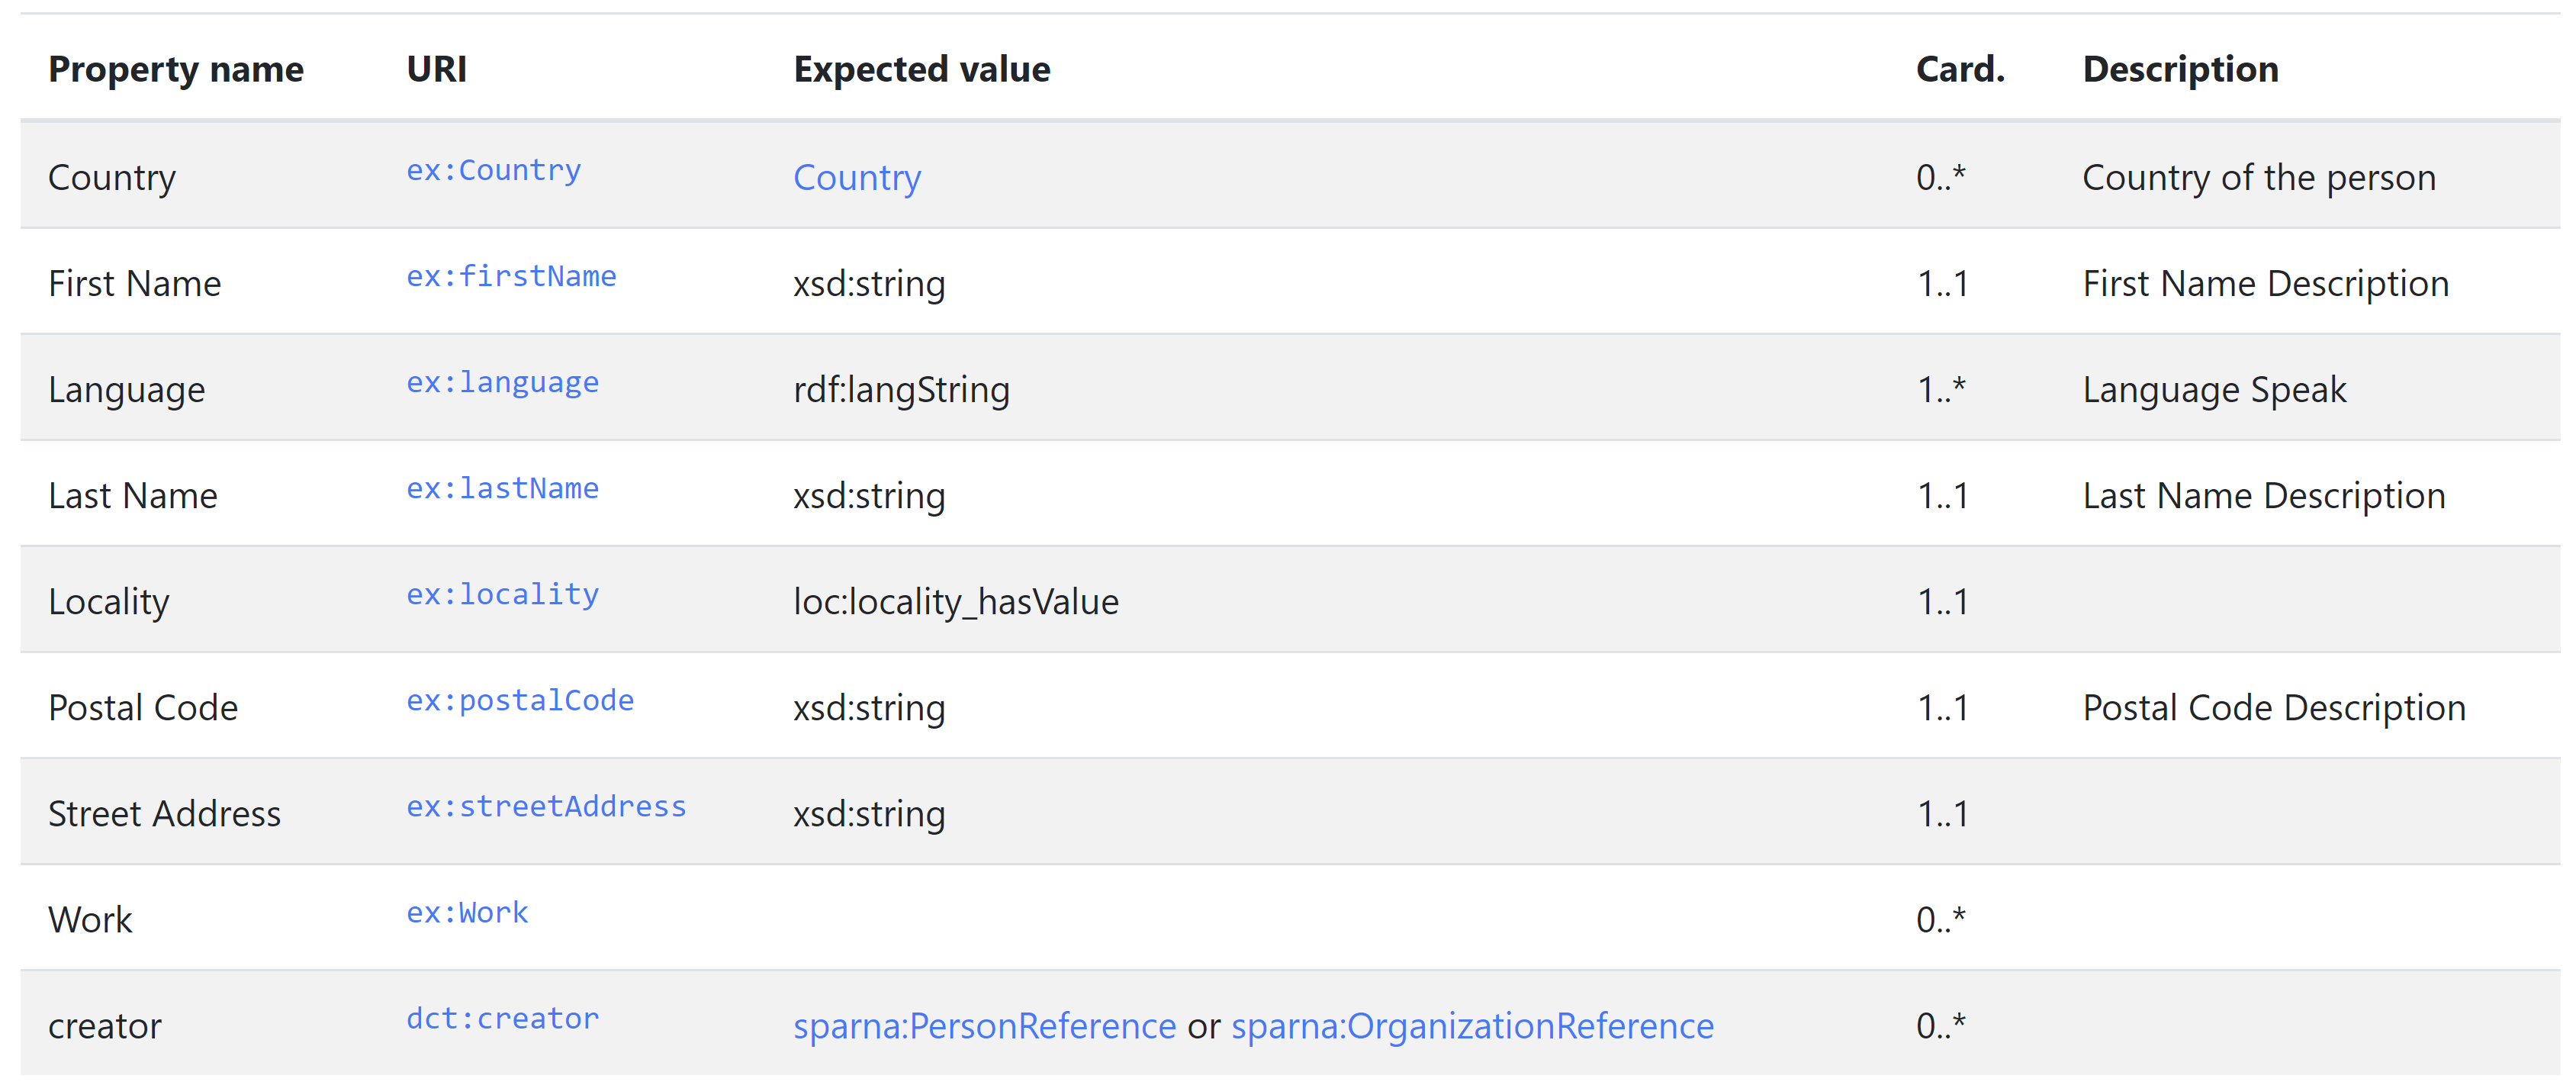 Property name URI Expected value Card. Description
Country ex:Country Country 0..* Country of the person
First Name ex:firstName xsd:string 1..1 First Name Description
Language ex:language rdf:langString 1..* Language Speak
Last Name ex:lastName xsd:string 1..1 Last Name Description
Locality ex:locality loc:locality_hasValue 1..1
Postal Code ex:postalCode xsd:string 1..1 Postal Code Description
Street Address ex:streetAddress xsd:string 1..1
Work ex:Work 0..*
creator dct:creator sparna:PersonReference or sparna:OrganizationReference 0..*